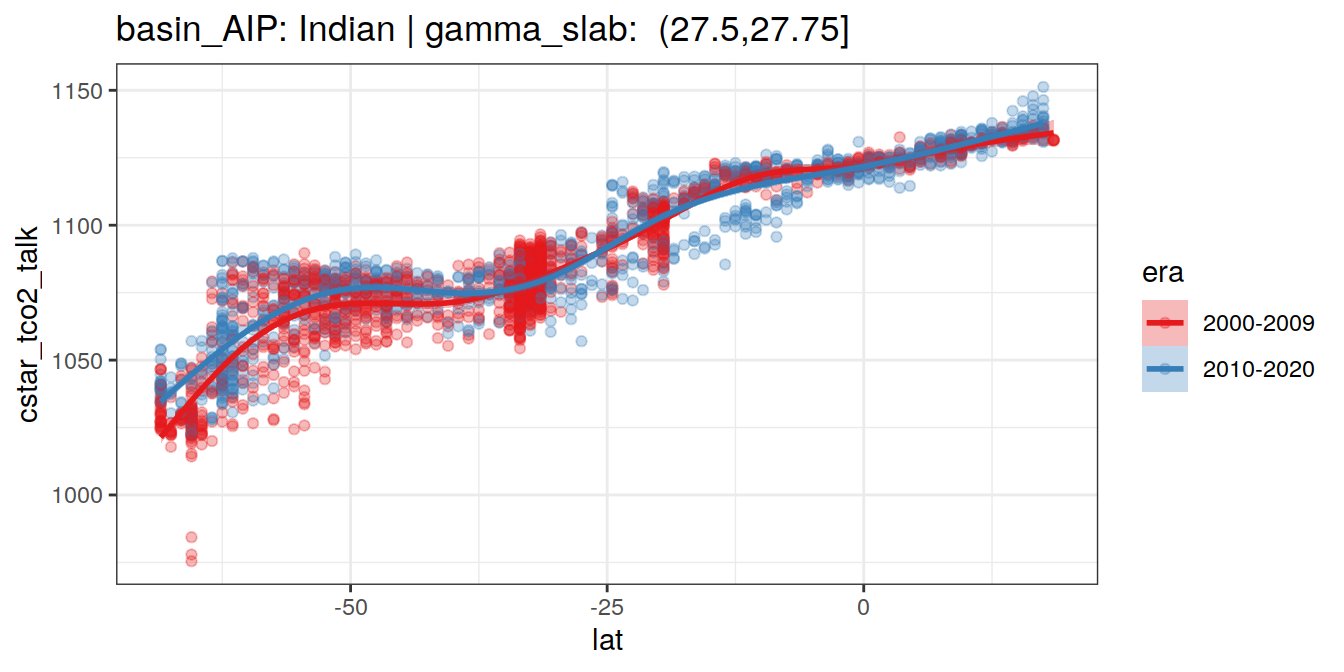 basin_AIP: Indian | gamma_slab:  (27.5,27.75]
cstar_tco2_talk
1150
1100
1050
1000
-50
-25
0
lat
era
2000-2009
2010-2020